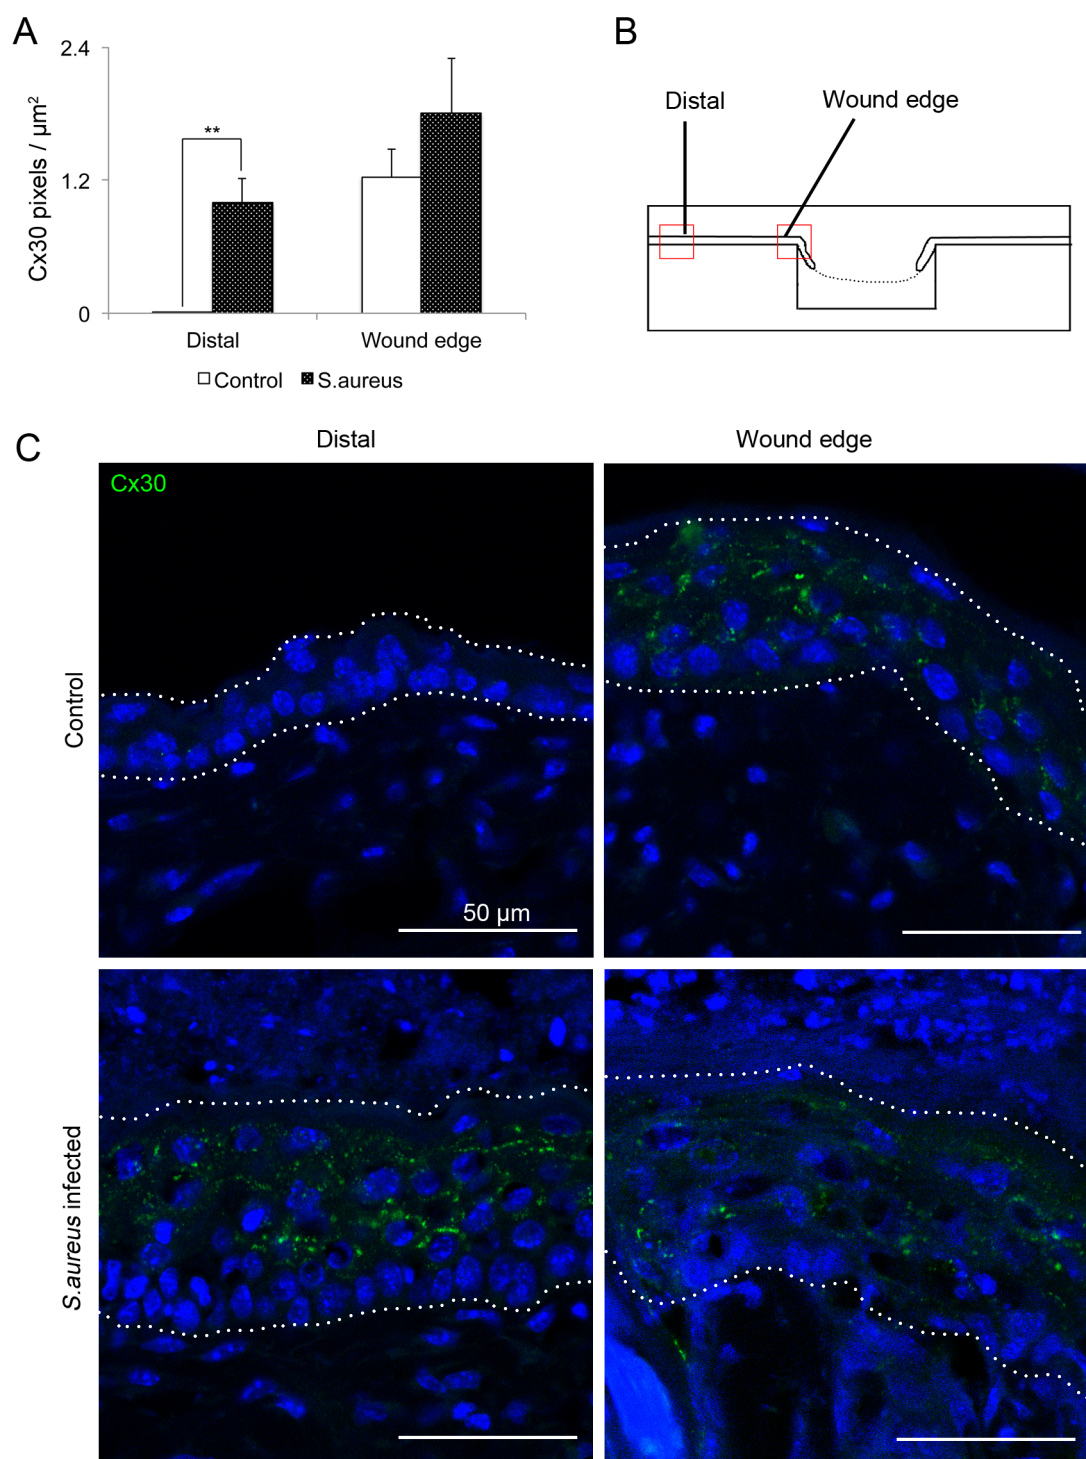 A
2.4
1.2
0
Cx30 pixels / µm²
**
Distal
Wound edge
Control
S.aureus
B
Distal
Wound edge
C
Distal
Wound edge
Control
Cx30
50 µm
S.aureus infected